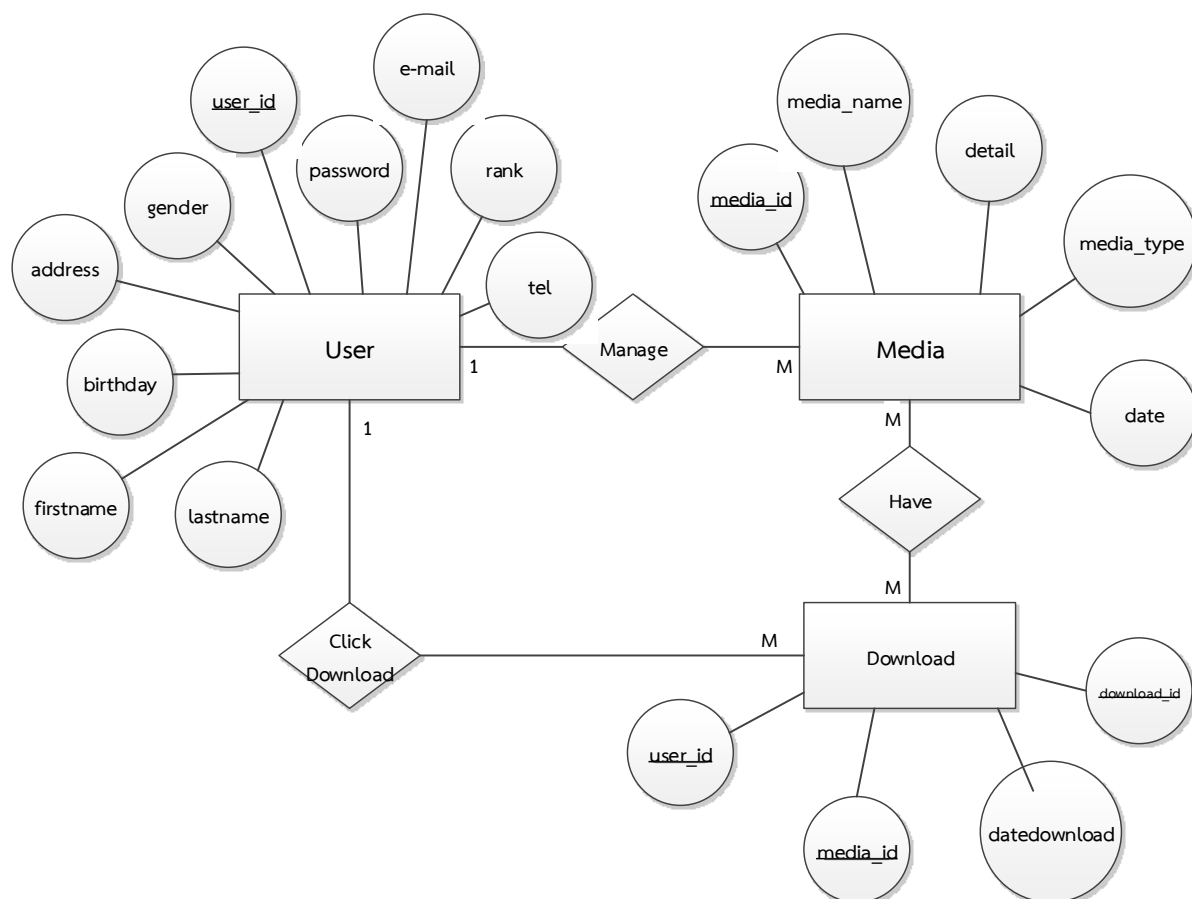 e-mail
user_id
media_name
password
rank
detail
gender
media_id
media_type
address
tel
User
1
Manage
M
Media
birthday
date
1
M
firstname
lastname
Have
M
Click
Download
M
Download
download_id
user_id
media_id
datedownload